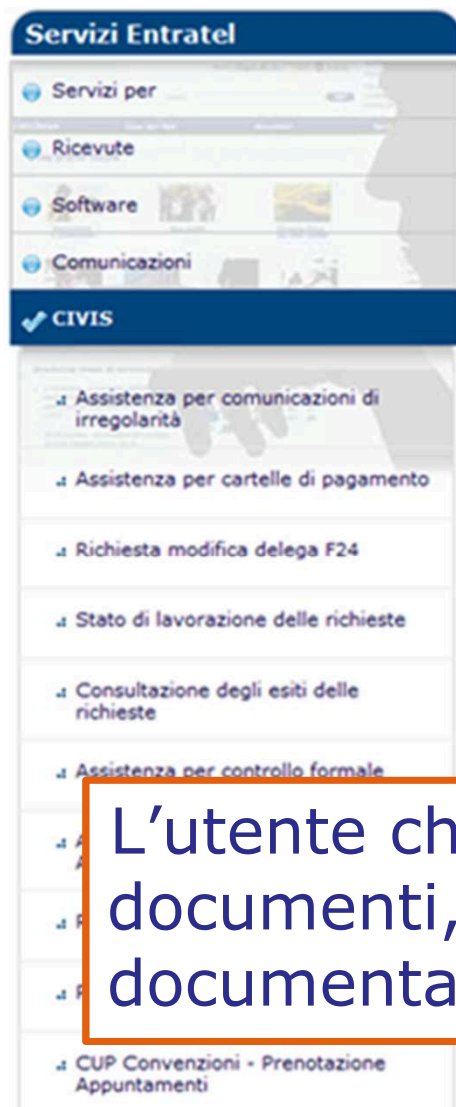 Servizi Entratel
Servizi per
Ricevute
Software
Comunicazioni
CIVIS
Assistenza per comunicazioni di
irregolarità
Assistenza per cartelle di pagamento
Richiesta modifica delega F24
Stato di lavorazione delle richieste
Consultazione degli esiti delle
richieste
Assistenza per controllo formale
L’utente ch
documenti,
documenta
CUP Convenzioni - Prenotazione
Appuntamenti